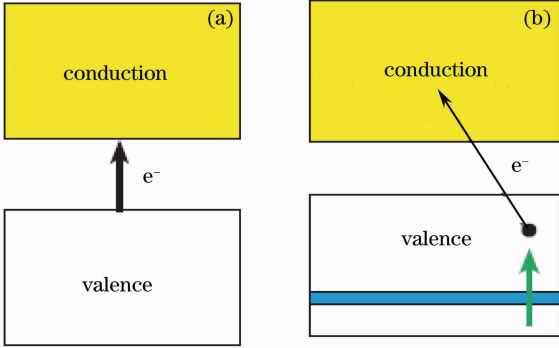 (a)
conduction
e⁻
valence
(b)
conduction
e⁻
valence